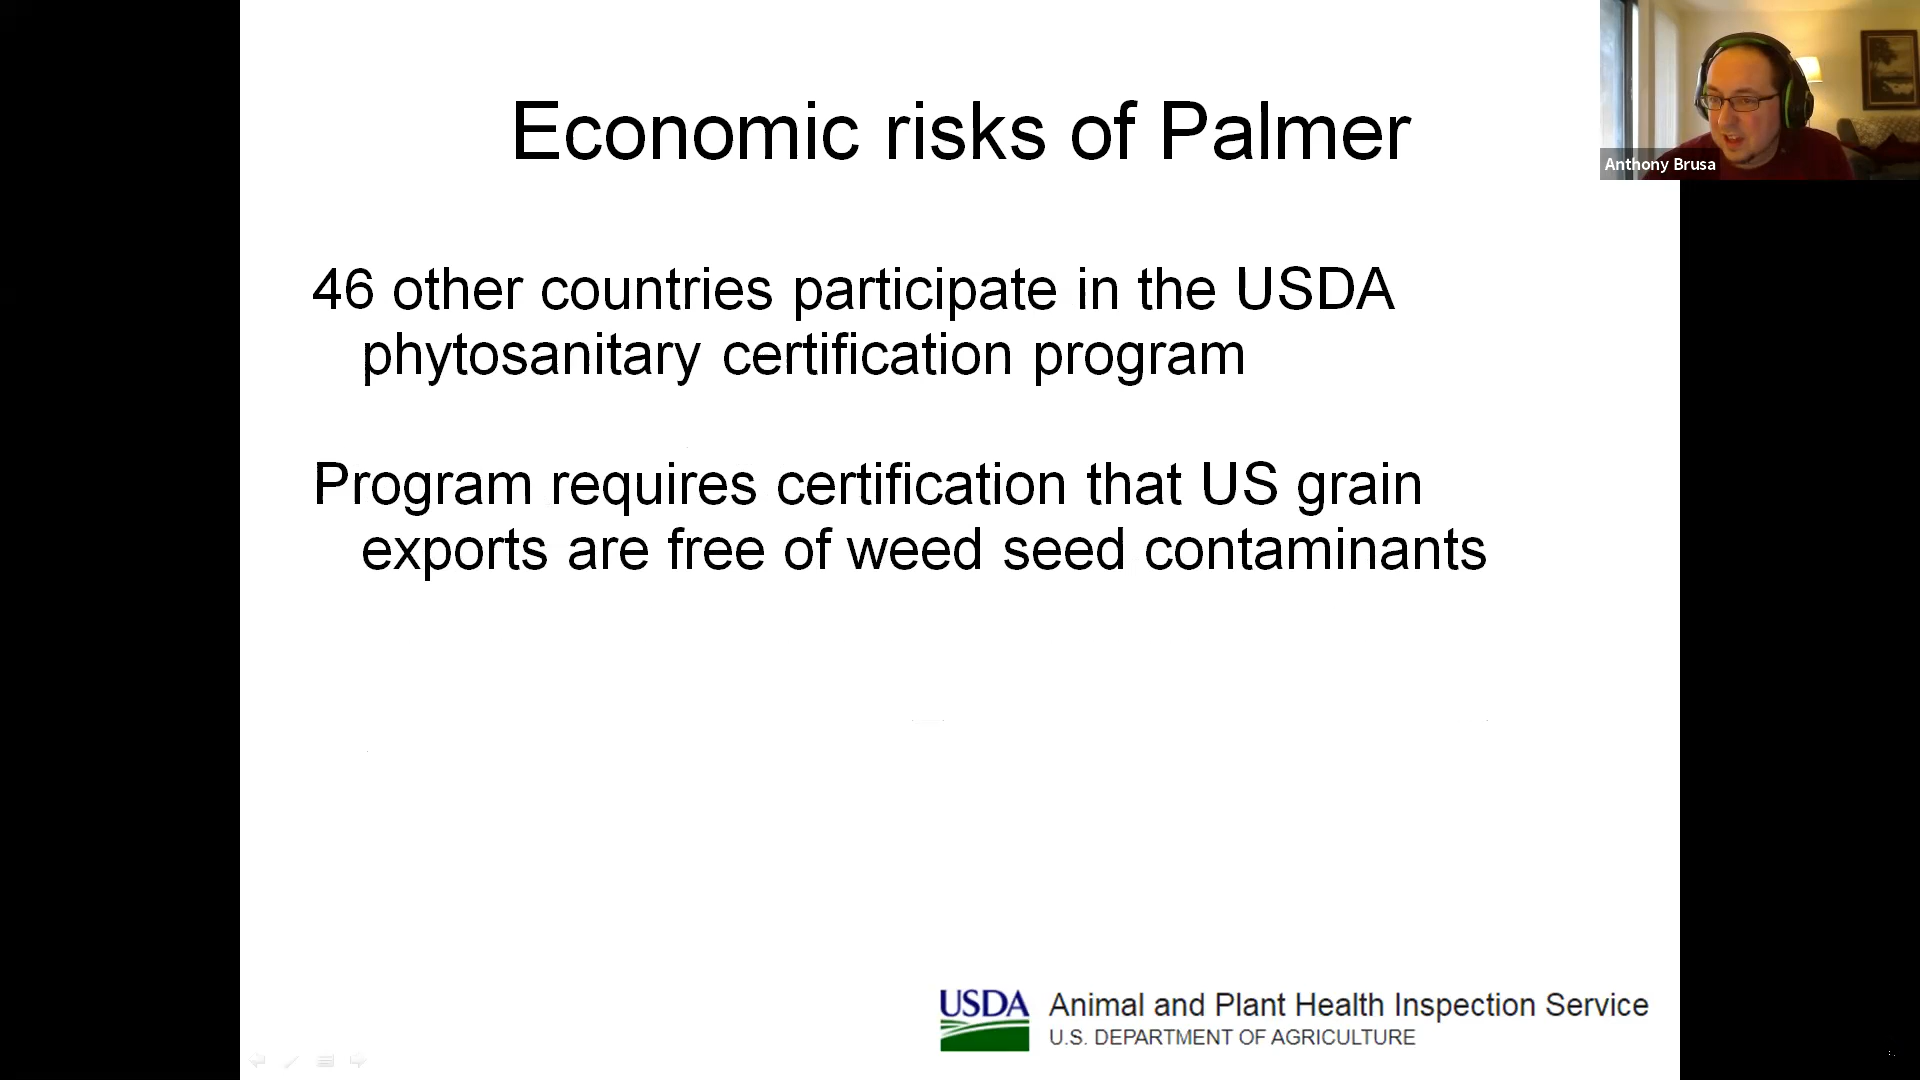 Economic risks of Palmer
Anthony Brusa
46 other countries participate in the USDA
phytosanitary certification program
Program requires certification that US grain
exports are free of weed seed contaminants
USDA
Animal and Plant Health Inspection Service
U.S. DEPARTMENT OF AGRICULTURE